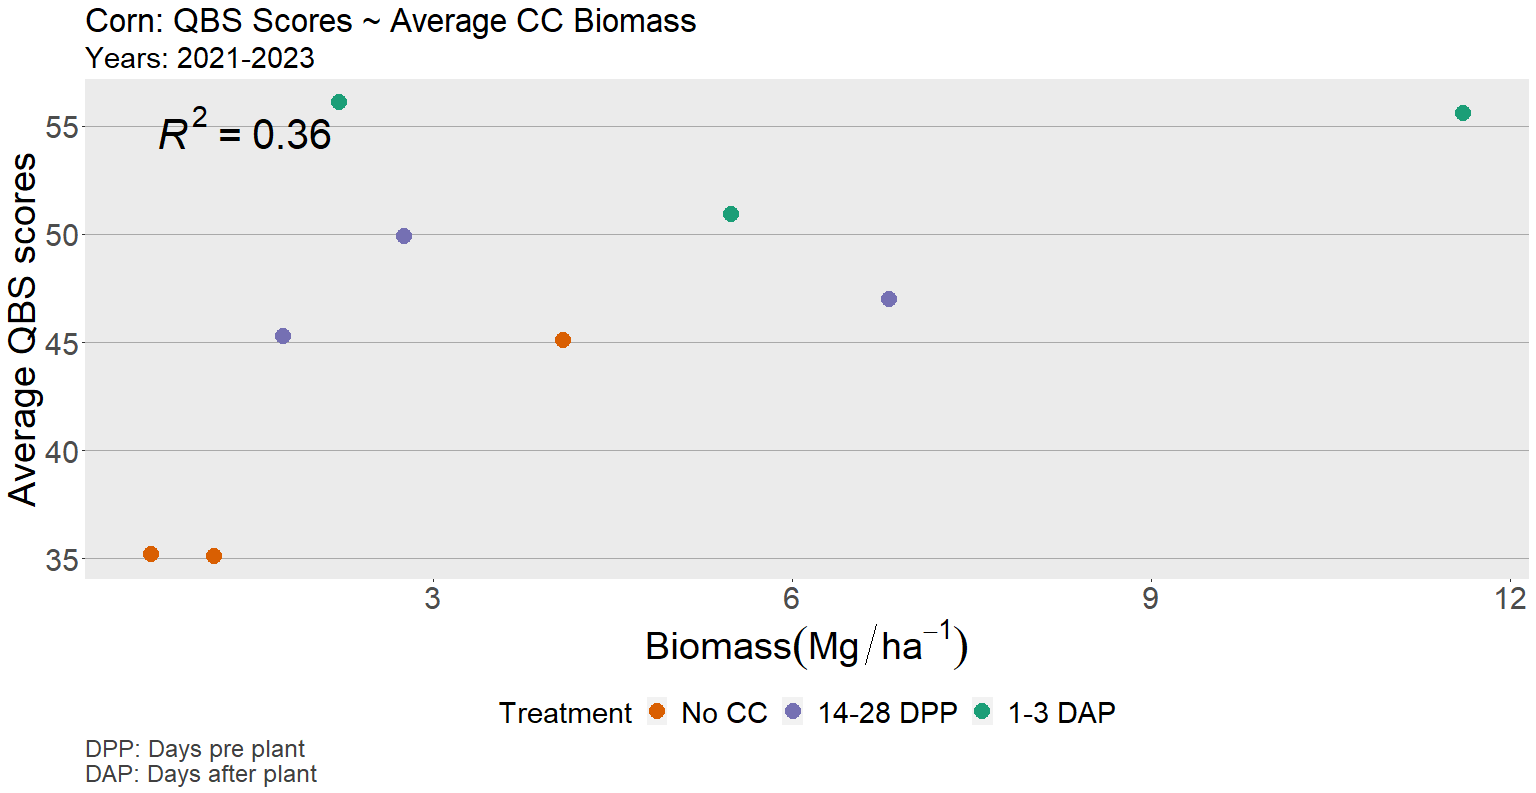 Corn: QBS Scores ~ Average CC Biomass
Years: 2021-2023
R² = 0.36
55
50
45
40
35
Average QBS scores
3 6 9 12
Biomass(Mg/ha⁻¹)
Treatment No CC 14-28 DPP 1-3 DAP
DPP: Days pre plant
DAP: Days after plant